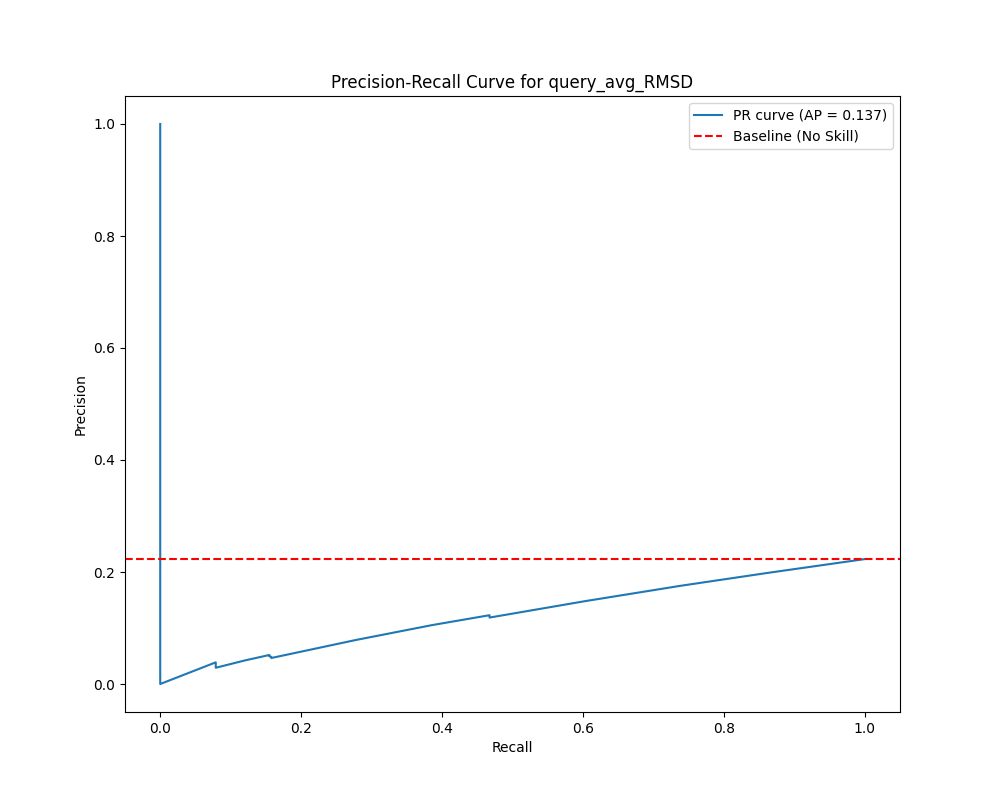 Precision-Recall Curve for query_avg_RMSD
PR curve (AP = 0.137)
Baseline (No Skill)
1.0
0.8
0.6
0.4
0.2
0.0
Precision
0.0 0.2 0.4 0.6 0.8 1.0
Recall